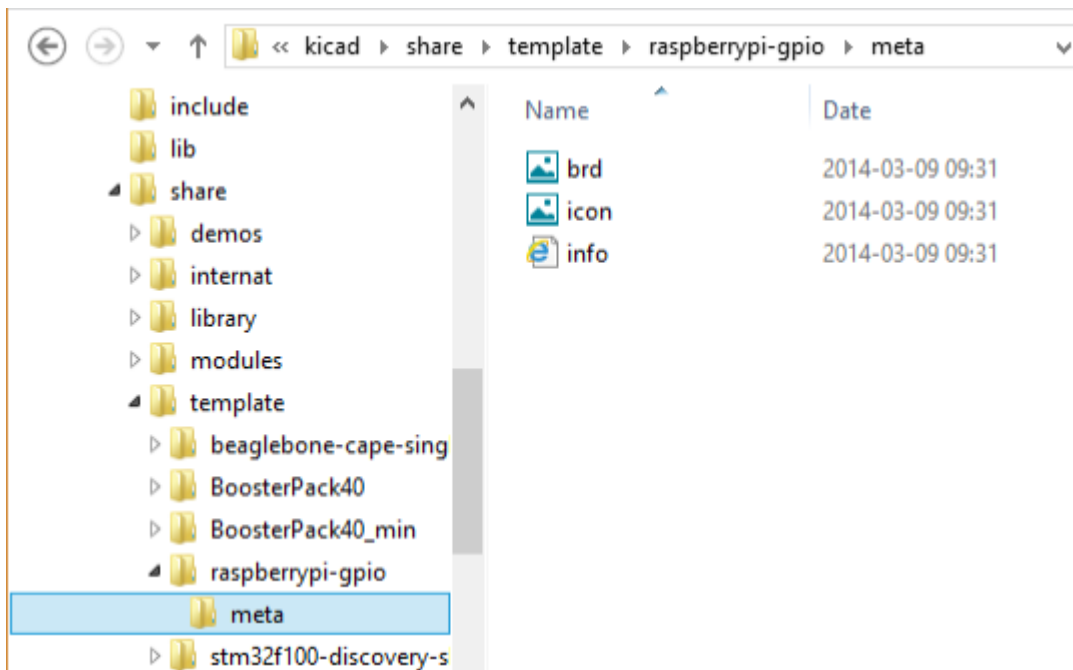 « kicad ▸ share ▸ template ▸ raspberrypi-gpio ▸ meta
include
lib
share
demos
internat
library
modules
template
beaglebone-cape-sing
BoosterPack40
BoosterPack40_min
raspberrypi-gpio
meta
stm32f100-discovery-s
Name Date
brd 2014-03-09 09:31
icon 2014-03-09 09:31
info 2014-03-09 09:31